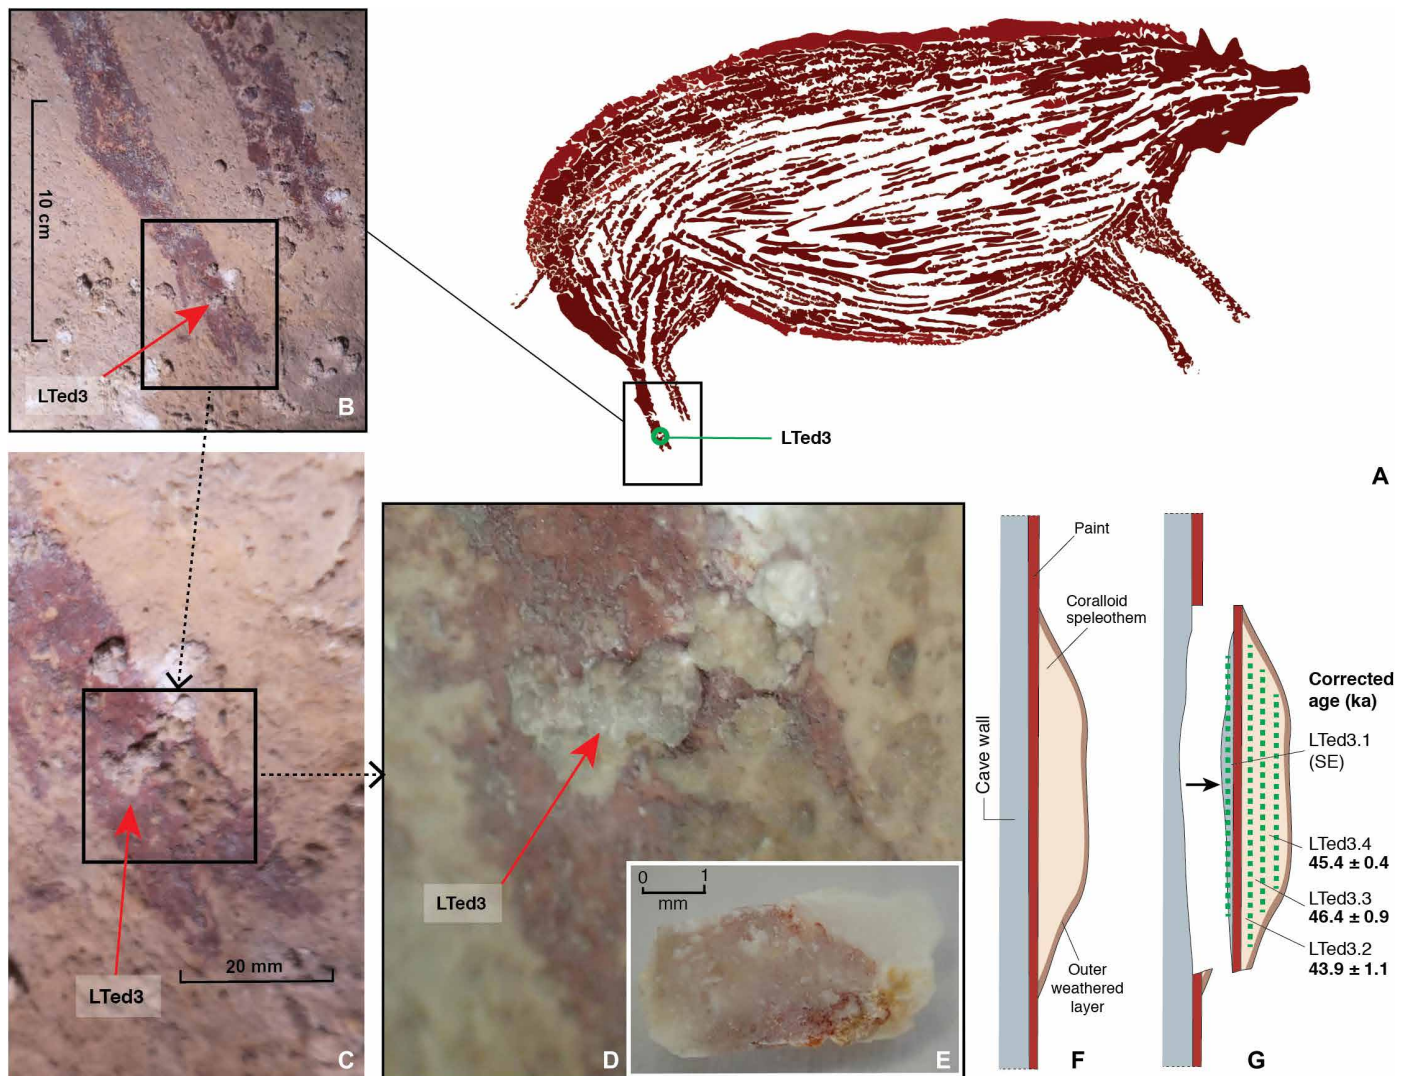 10 cm
LTed3
B
LTed3
A
LTed3
20 mm
C
LTed3
D
0 1
mm
E
Paint
Coralloid
speleothem
Cave wall
Outer
weathered
layer
F
Corrected
age (ka)
LTed3.1
(SE)
LTed3.4
45.4 ± 0.4
LTed3.3
46.4 ± 0.9
LTed3.2
43.9 ± 1.1
G